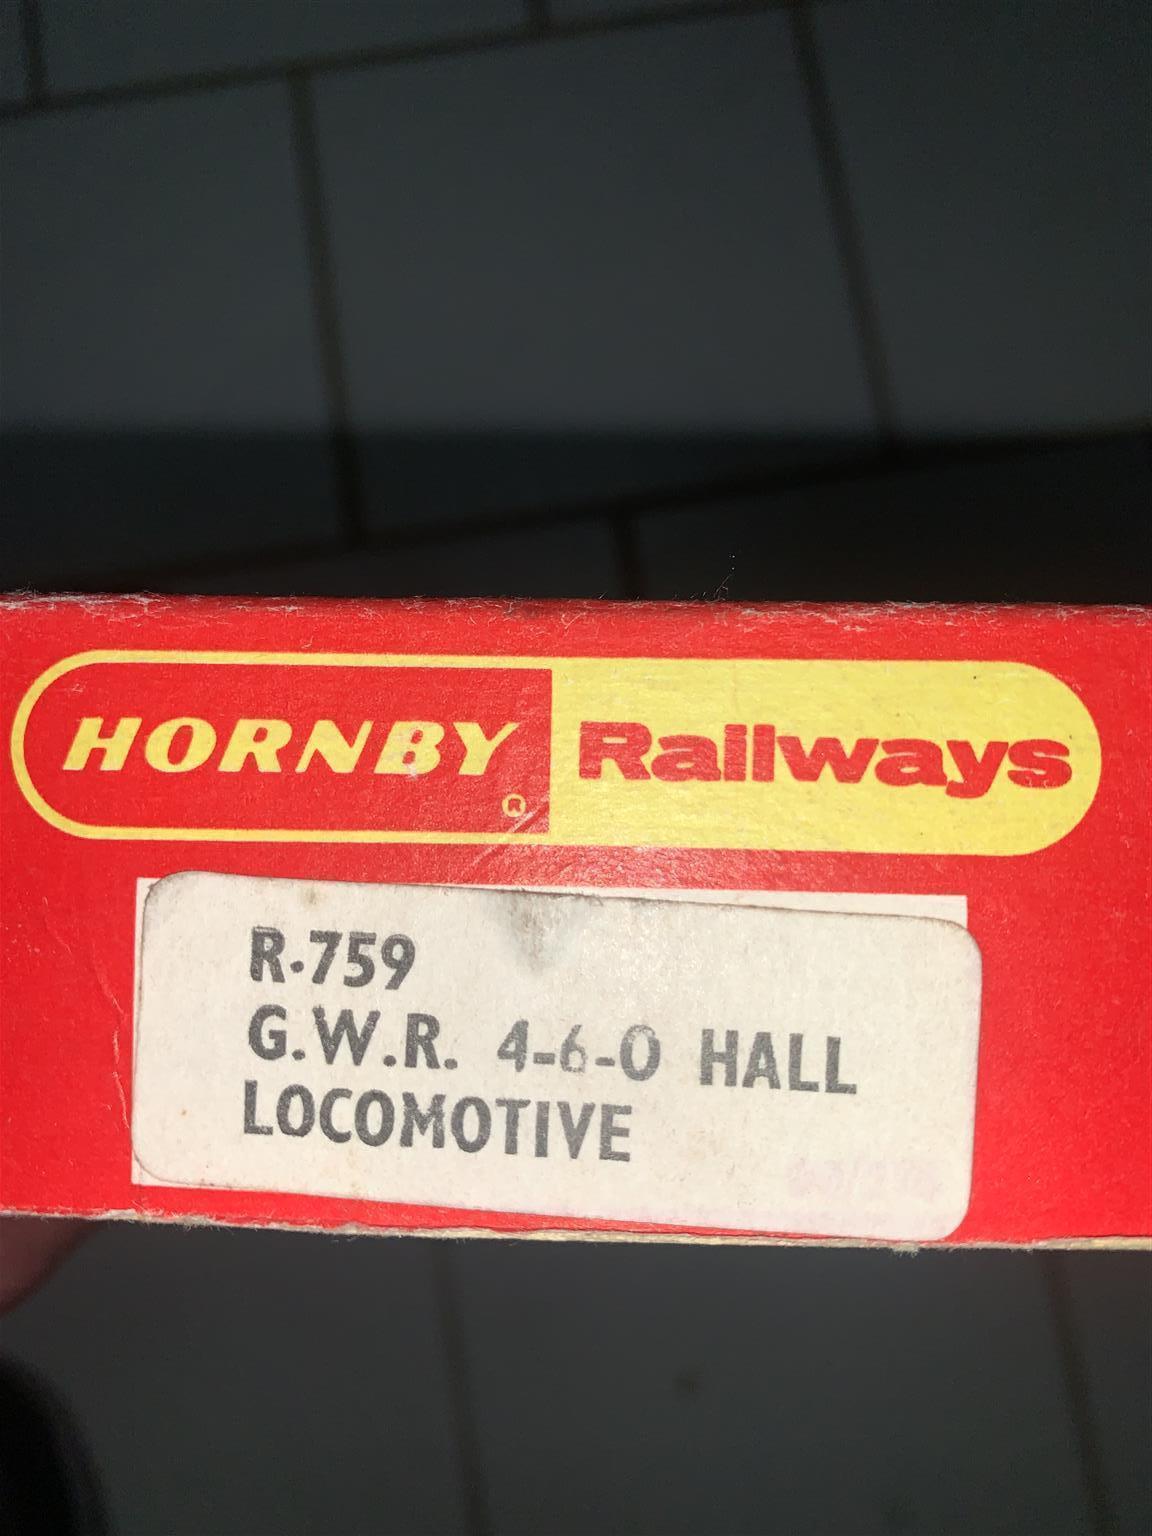 HORNBY ® Railways
R.759
G.W.R. 4-6-0 HALL
LOCOMOTIVE